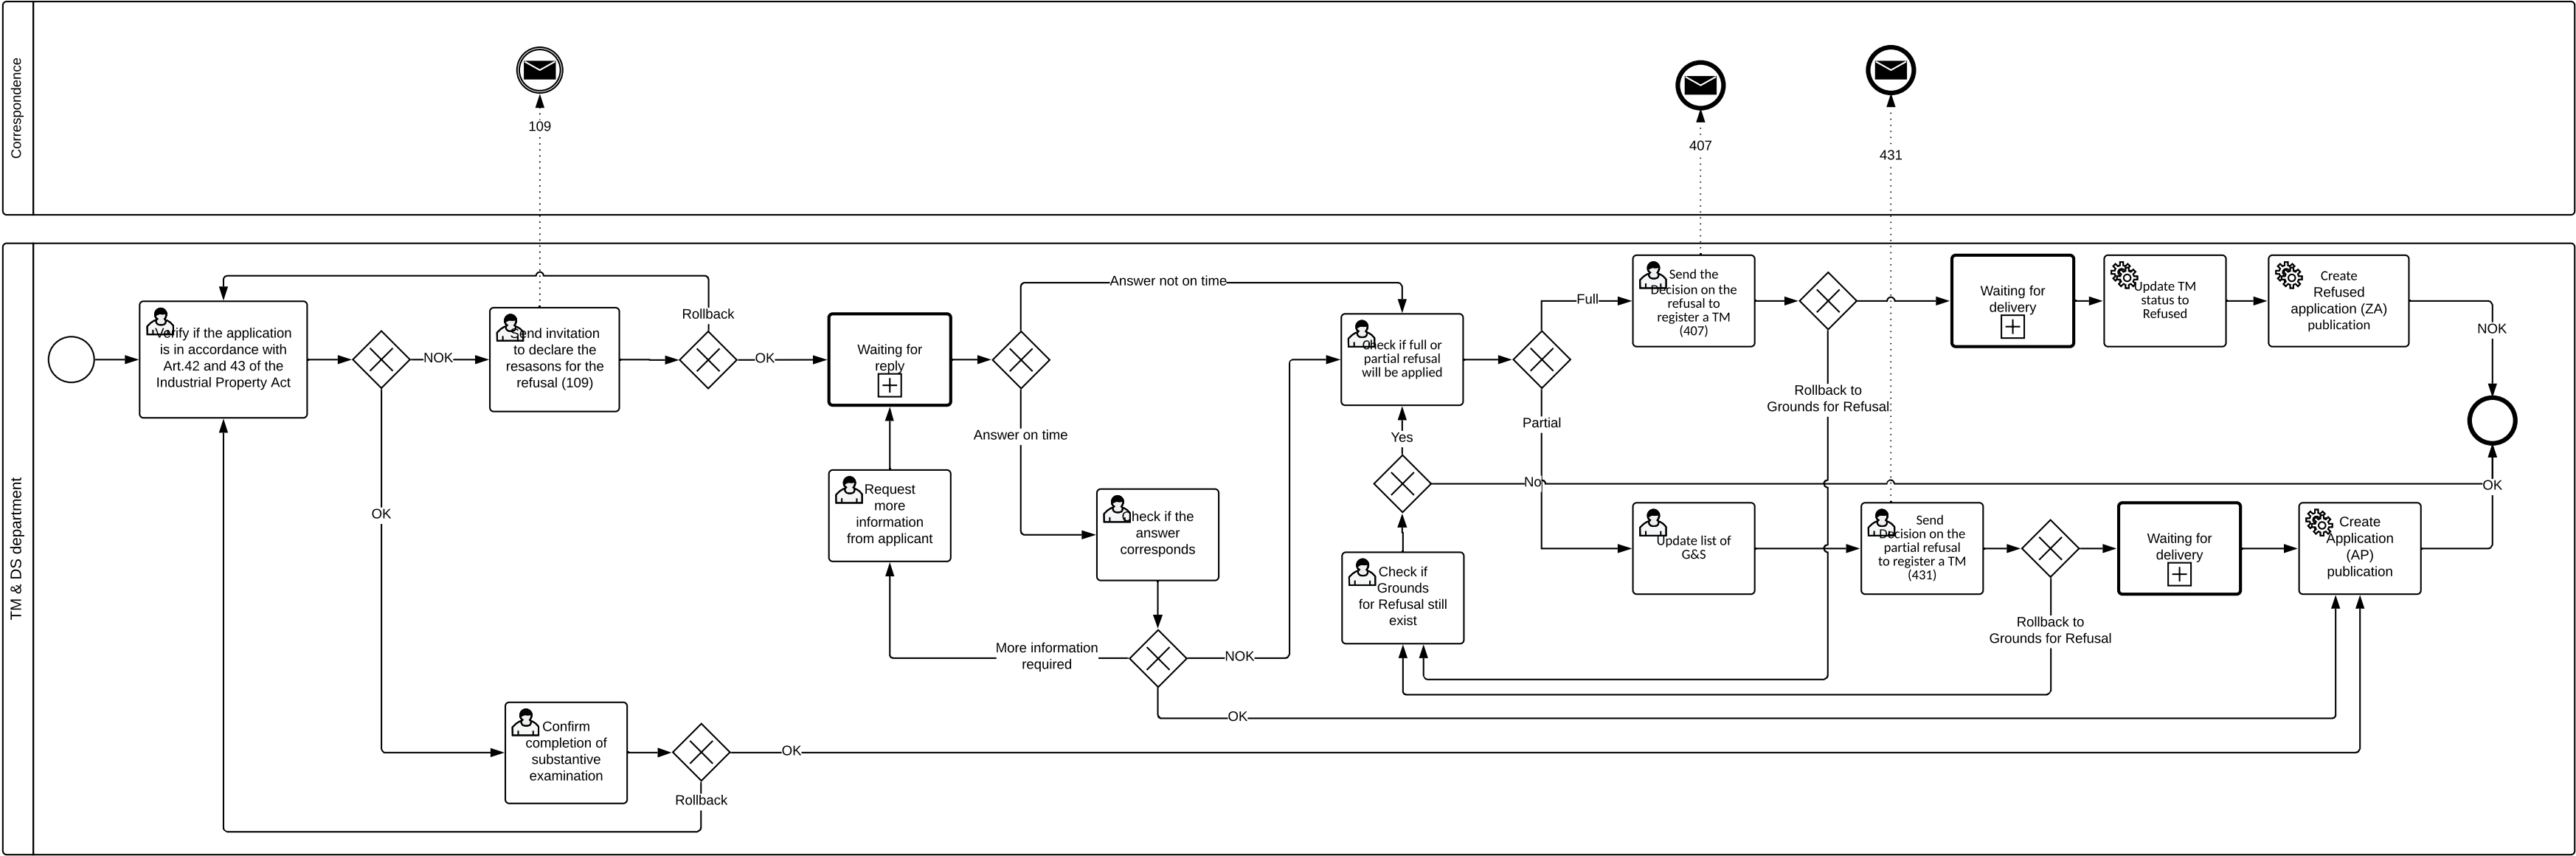 Correspondence
109
407
431
TM & DS department
Verify if the application
is in accordance with
Art.42 and 43 of the
Industrial Property Act
NOK
OK
Send invitation
to declare the
resasons for the
refusal (109)
Rollback
OK
Waiting for
reply
Answer not on time
Answer on time
Request
more
information
from applicant
Check if the
answer
corresponds
More information
required
NOK
OK
Confirm
completion of
substantive
examination
OK
Rollback
Check if full or
partial refusal
will be applied
Yes
No
Check if
Grounds
for Refusal still
exist
Full
Partial
Send the
Decision on the
refusal to
register a TM
(407)
Rollback to
Grounds for Refusal
Waiting for
delivery
Update TM
status to
Refused
Create
Refused
application (ZA)
publication
NOK
OK
Update list of
G&S
Send
Decision on the
partial refusal
to register a TM
(431)
Rollback to
Grounds for Refusal
Waiting for
delivery
Create
Application
(AP)
publication